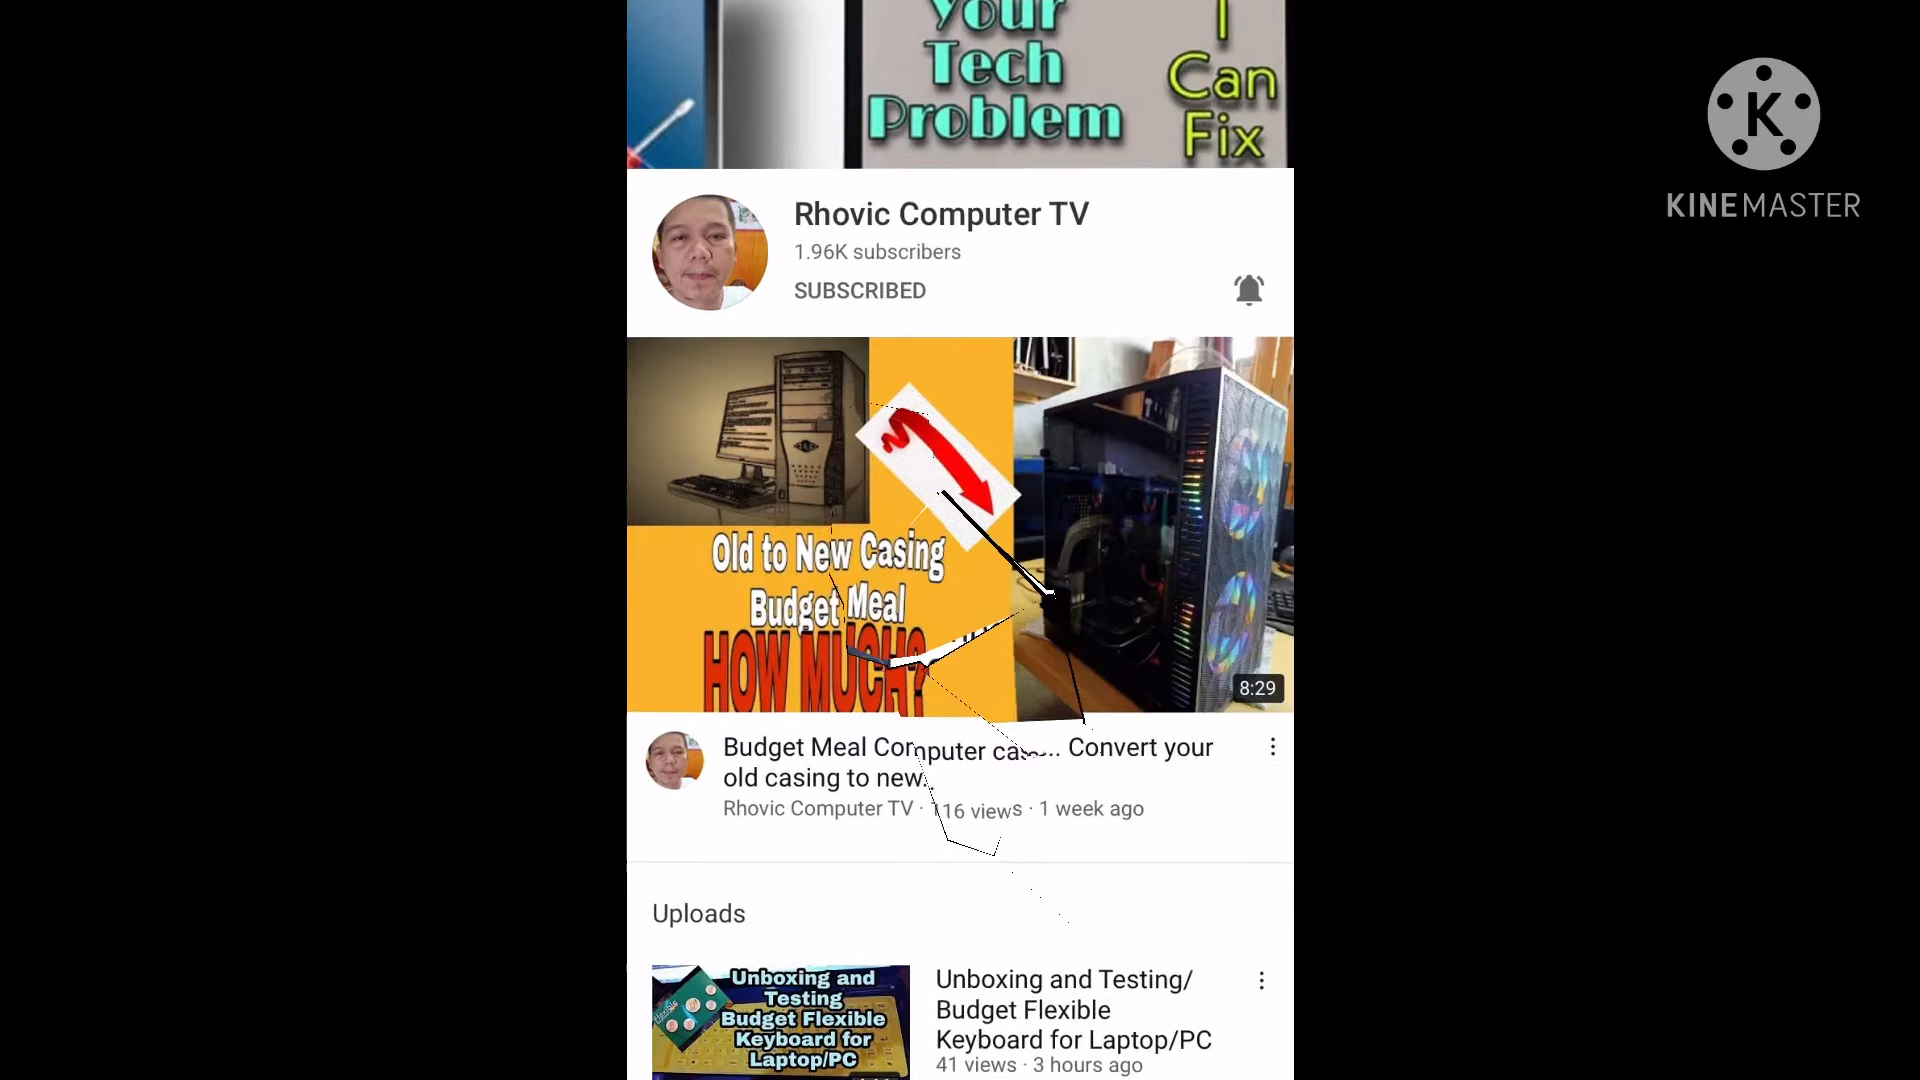 Your
Tech
Problem
I
Can
Fix
K
KINEMASTER
Rhovic Computer TV
1.96K subscribers
SUBSCRIBED
Old to New Casing
Budget Meal
HOW MUCH?
8:29
Budget Meal Computer cas... Convert your
old casing to new..
Rhovic Computer TV · 116 views · 1 week ago
Uploads
Unboxing and
Testing
Budget Flexible
Keyboard for
Laptop/PC
Unboxing and Testing/
Budget Flexible
Keyboard for Laptop/PC
41 views · 3 hours ago